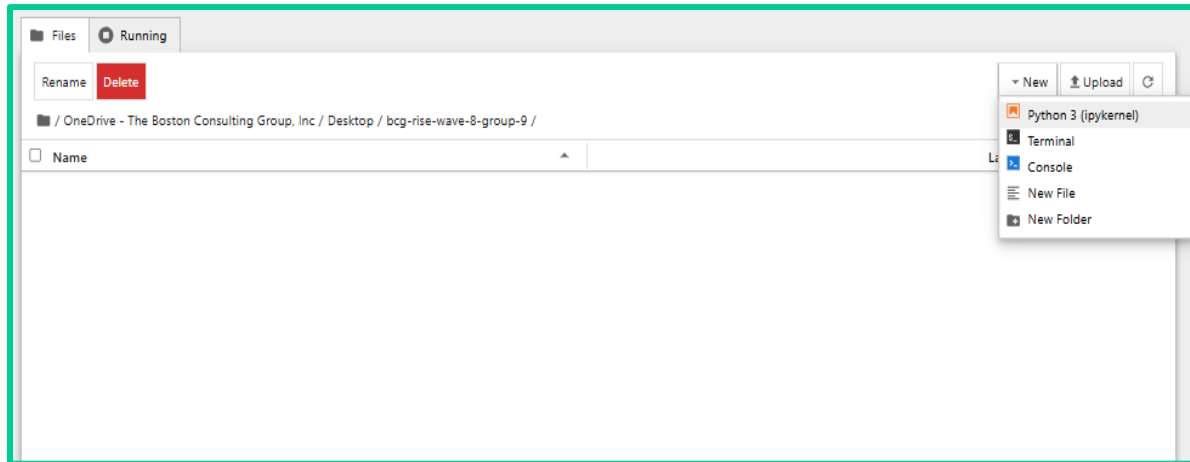 Files Running
Rename Delete New Upload
/ OneDrive - The Boston Consulting Group, Inc / Desktop / bcg-rise-wave-8-group-9 /
Name La
Python 3 (ipykernel)
Terminal
Console
New File
New Folder